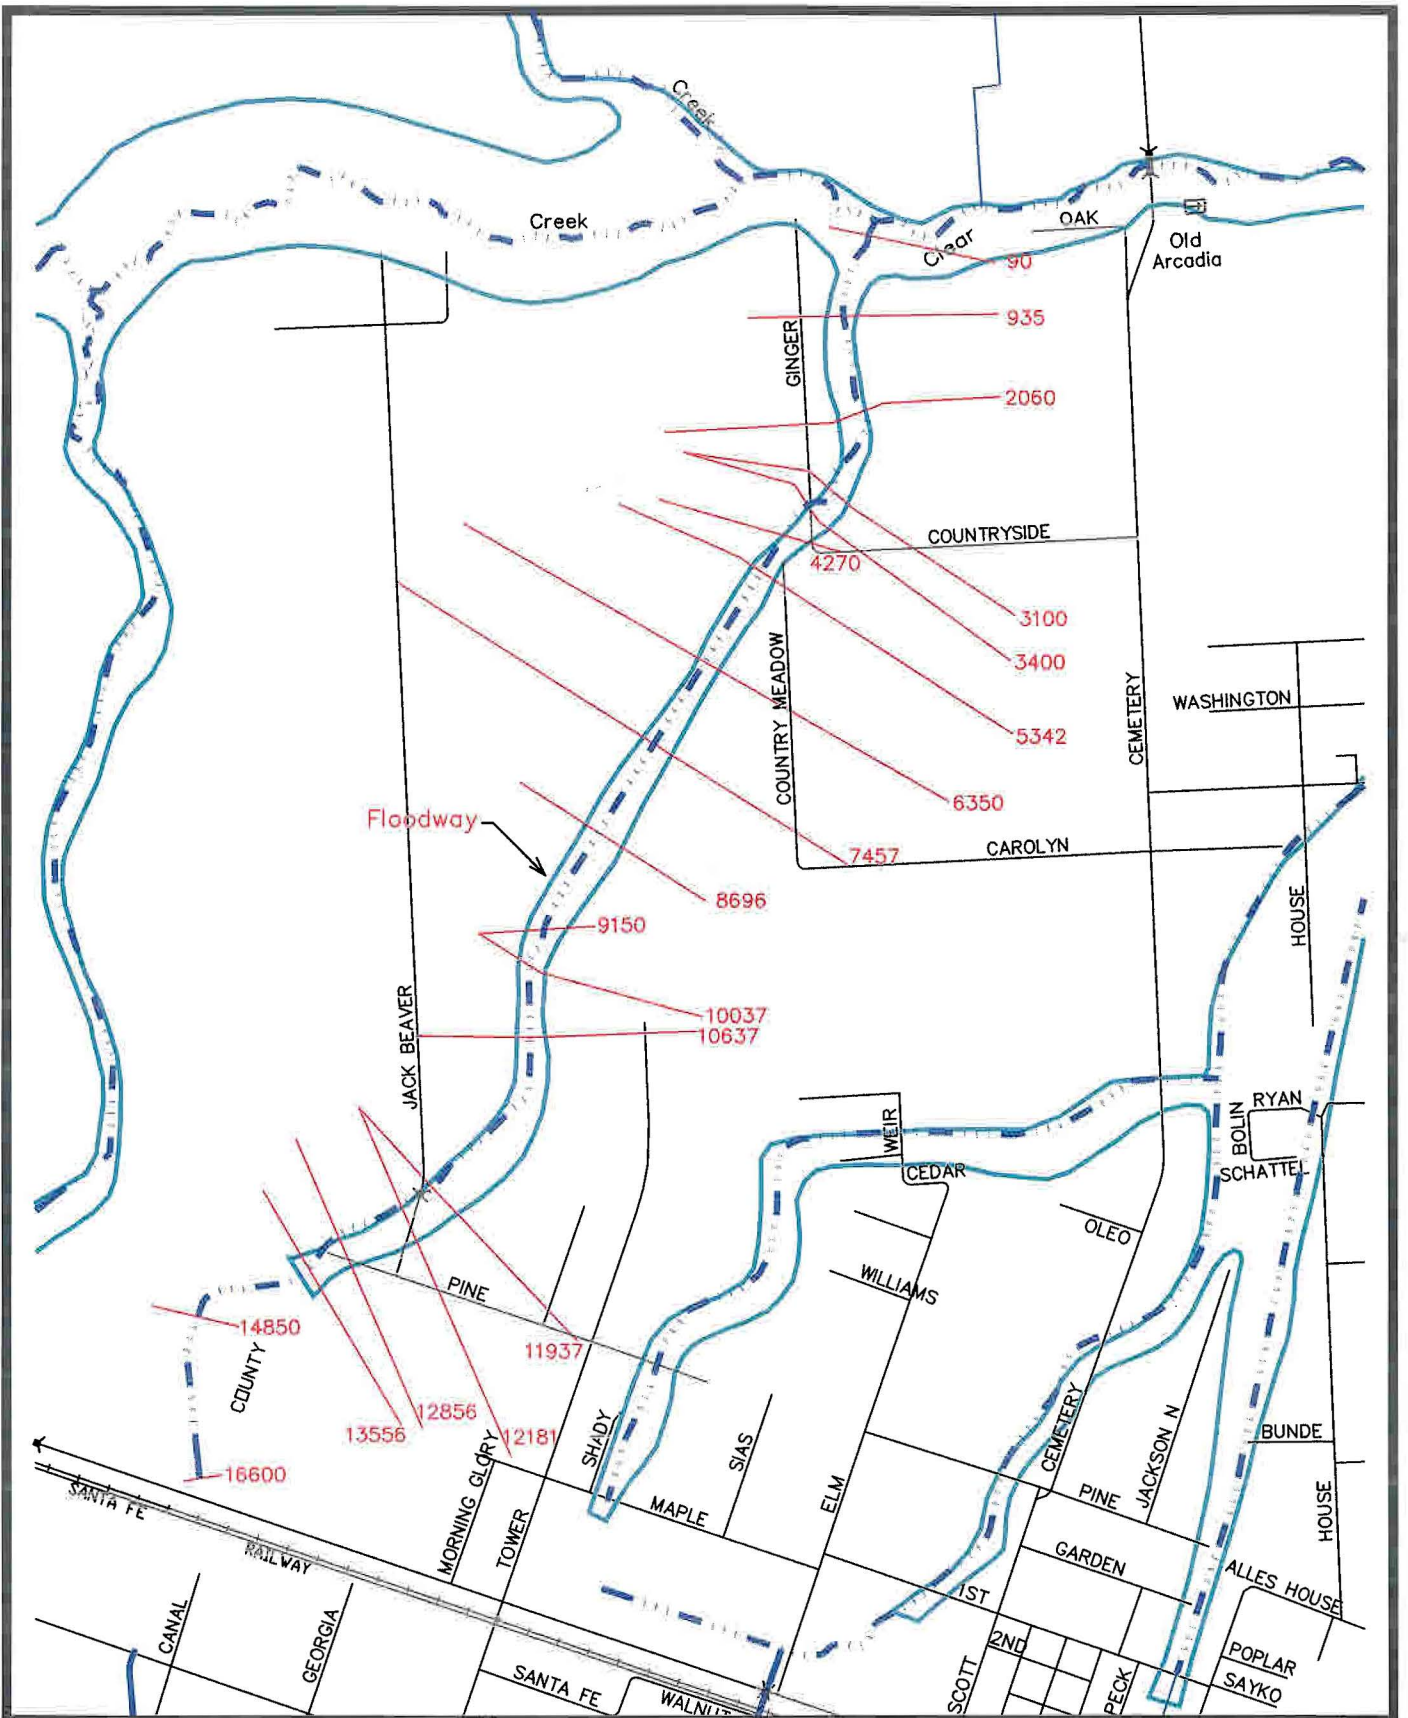 Creek
Creek
OAK
Clear
Old
Arcadia
90
935
GINGER
2060
COUNTRYSIDE
4270
3100
3400
COUNTRY MEADOW
CEMETERY
WASHINGTON
5342
6350
Floodway
CAROLYN
7457
8696
HOUSE
9150
JACK BEAVER
10037
10637
WEIR
BOLIN
RYAN
SCHATTEL
CEDAR
OLEO
WILLIAMS
PINE
14850
11937
COUNTY
12856
13556
12181
SHADY
CEMETERY
JACKSON N
BUNDE
SIAS
MORNING GLORY
16600
SANTA FE
RAILWAY
TOWER
MAPLE
ELM
PINE
HOUSE
GARDEN
ALLES HOUSE
1ST
2ND
CANAL
GEORGIA
SANTA FE
WALNUT
SCOTT
PECK
POPLAR
SAYKO